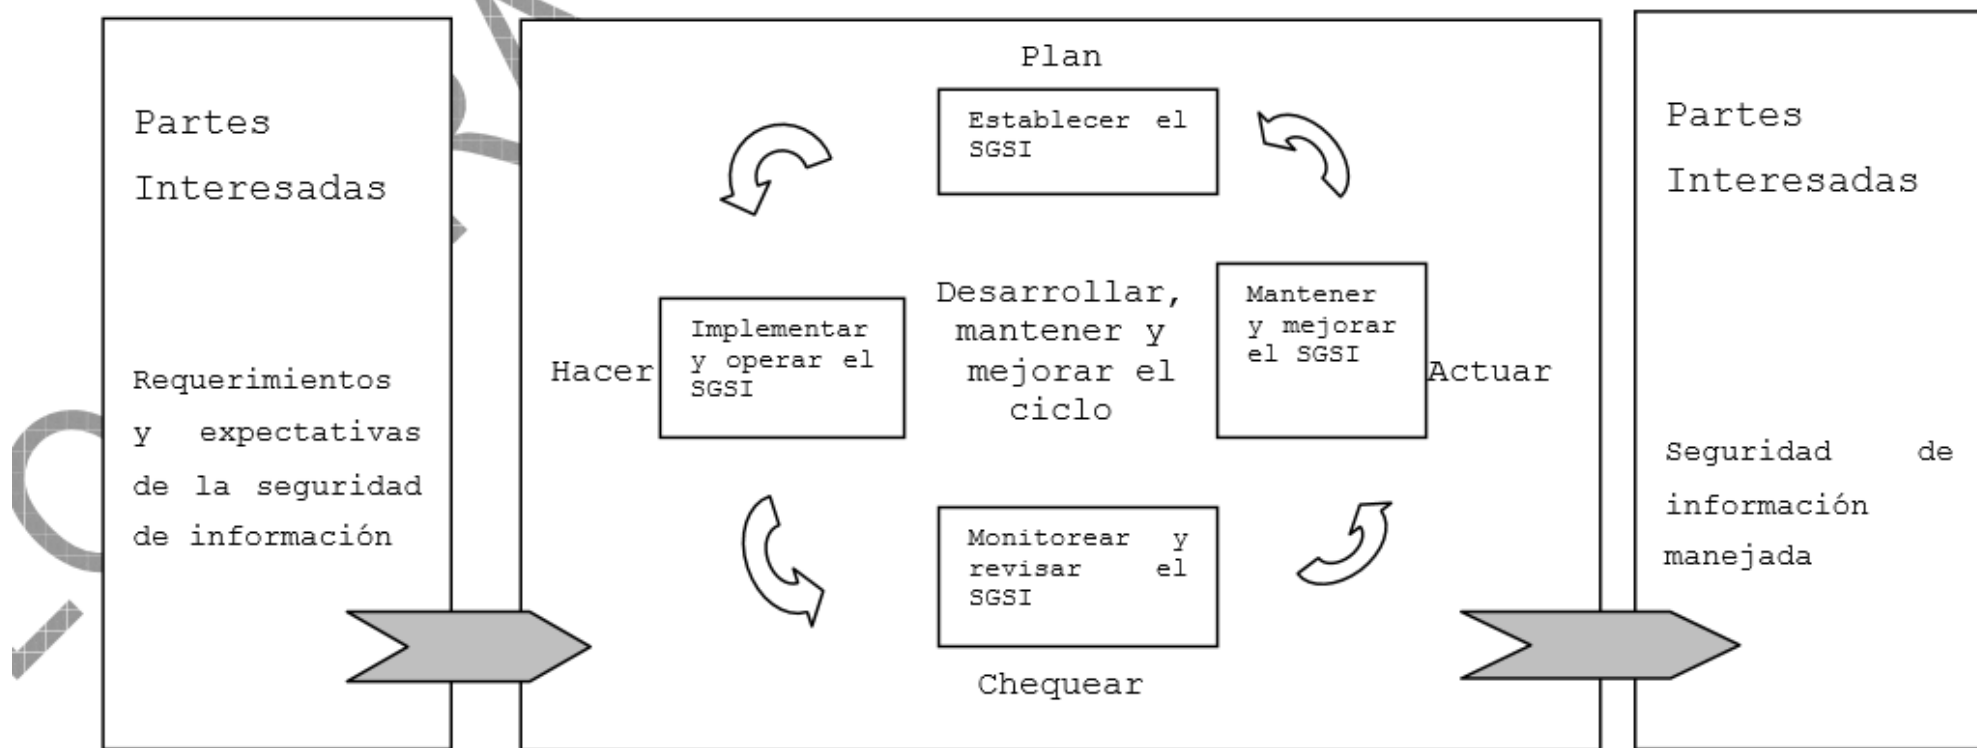 Partes
Interesadas
Requerimientos
y expectativas
de la seguridad
de información
Plan
Establecer el
SGSI
Hacer
Implementar
y operar el
SGSI
Desarrollar,
mantener y
mejorar el
ciclo
Mantener
y mejorar
el SGSI
Actuar
Monitorear y
revisar el
SGSI
Chequear
Partes
Interesadas
Seguridad de
información
manejada